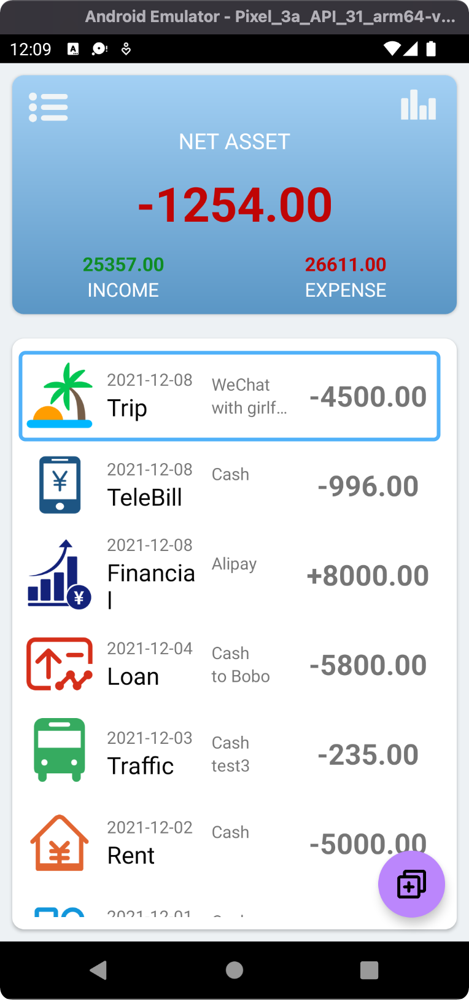 Android Emulator - Pixel_3a_API_31_arm64-v...
12:09
NET ASSET
-1254.00
25357.00 26611.00
INCOME EXPENSE
2021-12-08 WeChat
Trip with girlf... -4500.00
2021-12-08 Cash
TeleBill -996.00
2021-12-08
Financia Alipay +8000.00
l
2021-12-04 Cash
Loan to Bobo -5800.00
2021-12-03 Cash
Traffic test3 -235.00
2021-12-02 Cash
Rent -5000.00
2021-12-01